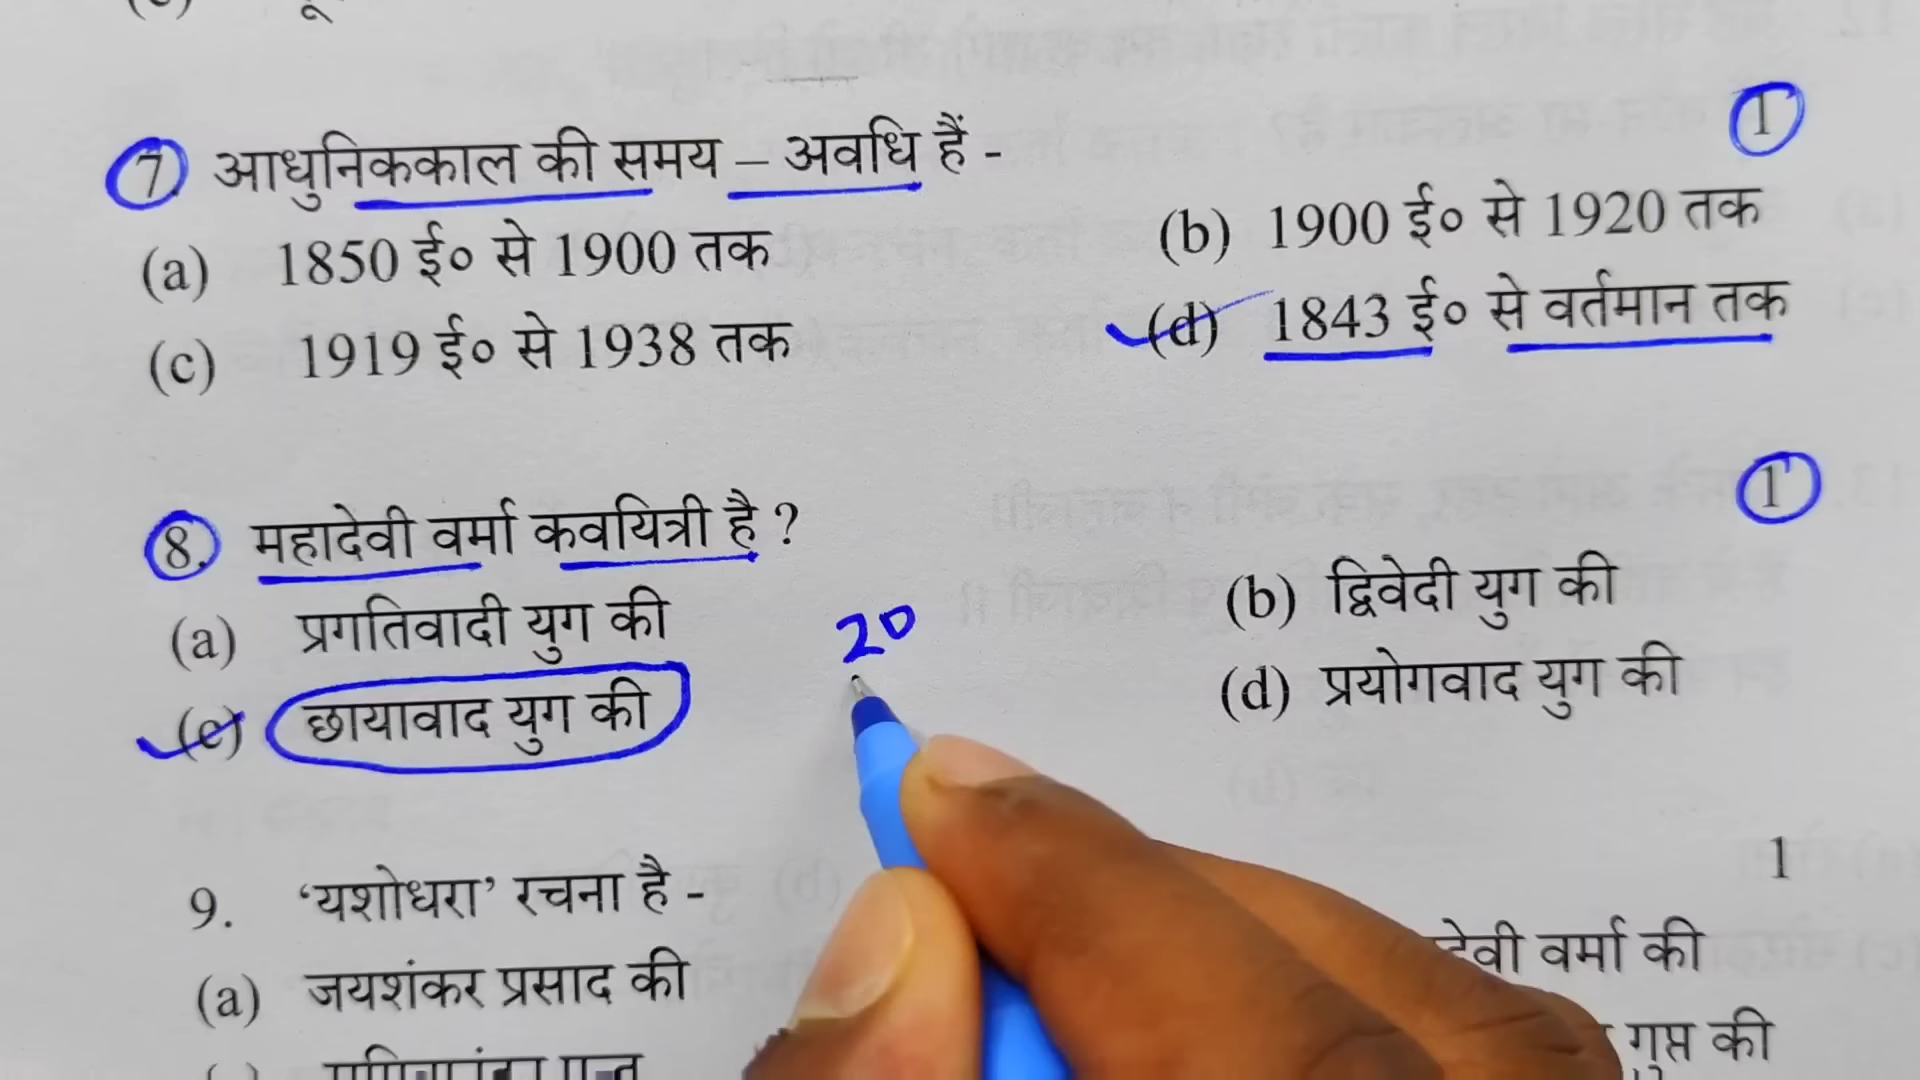 7. आधुनिककाल की समय – अवधि हैं - 1
(a) 1850 ई० से 1900 तक (b) 1900 ई० से 1920 तक
(c) 1919 ई० से 1938 तक (d) 1843 ई० से वर्तमान तक
8. महादेवी वर्मा कवयित्री है ? 1
(a) प्रगतिवादी युग की (b) द्विवेदी युग की
20
(c) छायावाद युग की (d) प्रयोगवाद युग की
9. ‘यशोधरा’ रचना है - 1
(a) जयशंकर प्रसाद की वर्मा की
गुप्त की